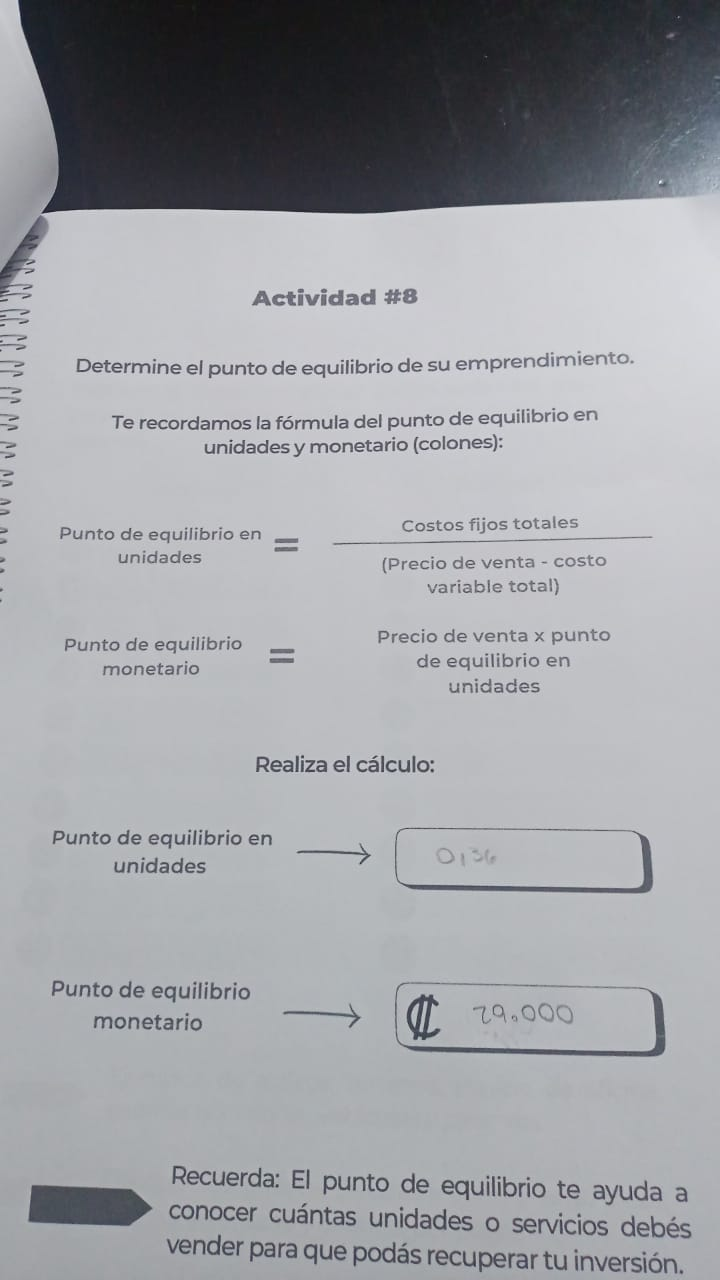 Actividad #8
Determine el punto de equilibrio de su emprendimiento.
Te recordamos la fórmula del punto de equilibrio en
unidades y monetario (colones):
Punto de equilibrio en
unidades
=
Costos fijos totales
(Precio de venta - costo
variable total)
Punto de equilibrio
monetario
=
Precio de venta x punto
de equilibrio en
unidades
Realiza el cálculo:
Punto de equilibrio en
unidades
0,36
Punto de equilibrio
monetario
₡ 29.000
Recuerda: El punto de equilibrio te ayuda a
conocer cuántas unidades o servicios debés
vender para que podás recuperar tu inversión.